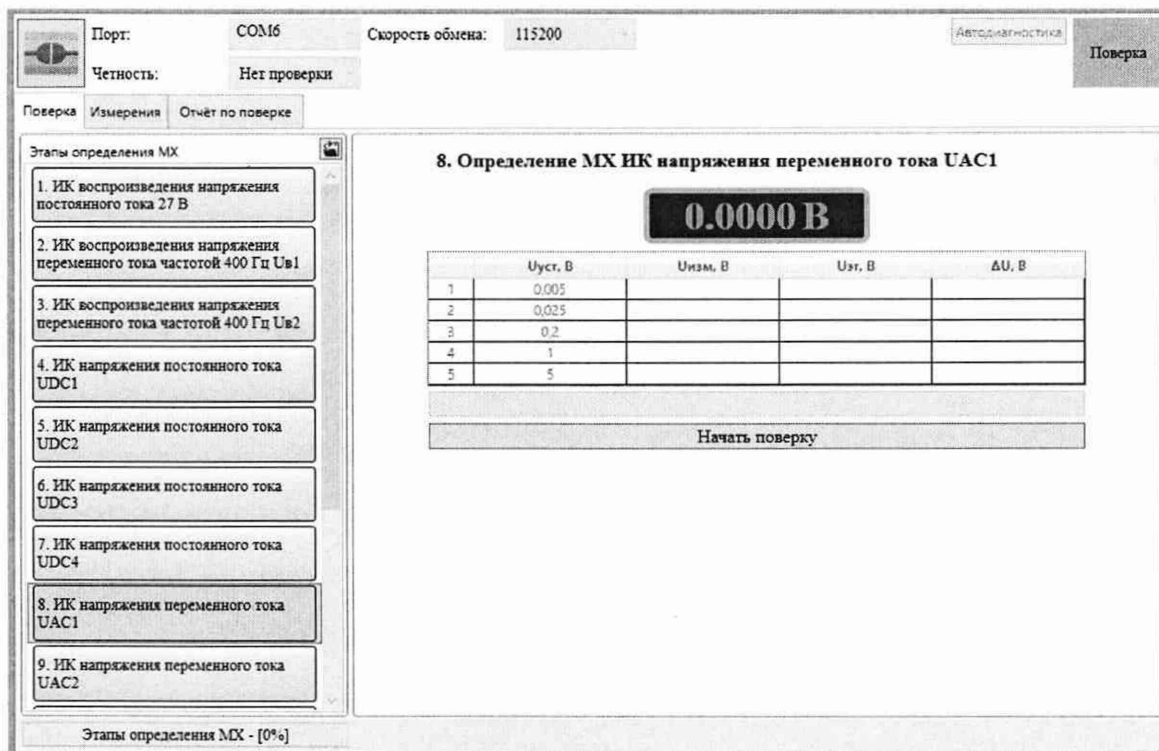 Порт:
COM6
Скорость обмена:
115200
Автодиагностика
Поверка
Четность:
Нет проверки
Поверка
Измерения
Отчёт по поверке
Этапы определения МХ
8. Определение МХ ИК напряжения переменного тока UAC1
1. ИК воспроизведения напряжения
постоянного тока 27 В
0.0000 В
2. ИК воспроизведения напряжения
переменного тока частотой 400 Гц Uв1
Uуст, В
Uизм, В
Uэт, В
ΔU, В
1
0,005
2
0,025
3
0,2
4
1
5
5
3. ИК воспроизведения напряжения
переменного тока частотой 400 Гц Uв2
4. ИК напряжения постоянного тока
UDC1
5. ИК напряжения постоянного тока
UDC2
Начать поверку
6. ИК напряжения постоянного тока
UDC3
7. ИК напряжения постоянного тока
UDC4
8. ИК напряжения переменного тока
UAC1
9. ИК напряжения переменного тока
UAC2
Этапы определения МХ - [0%]